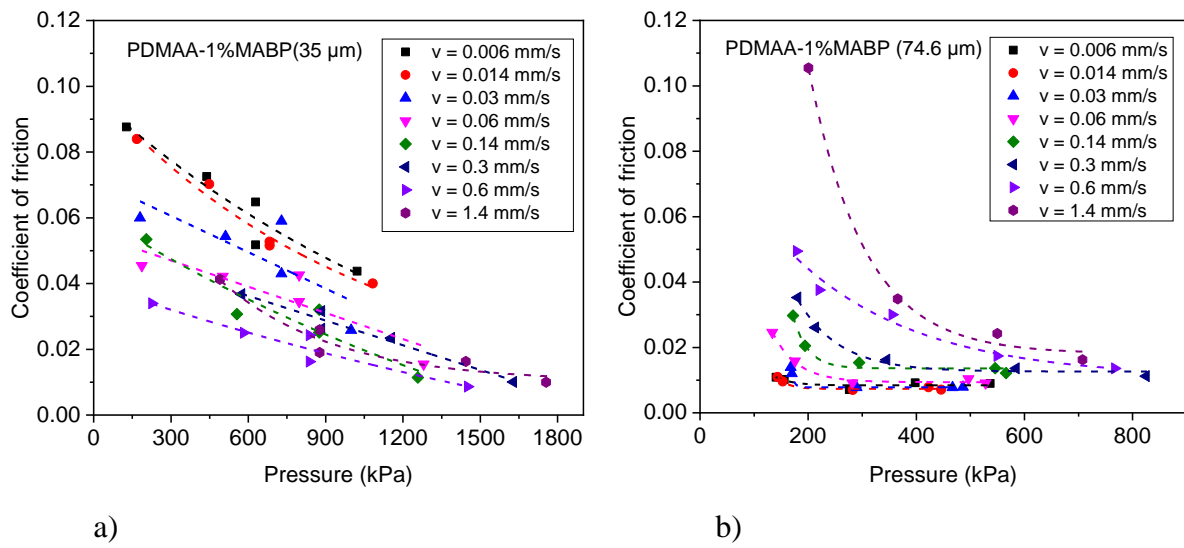 PDMAA-1%MABP(35 µm)
v = 0.006 mm/s
v = 0.014 mm/s
v = 0.03 mm/s
v = 0.06 mm/s
v = 0.14 mm/s
v = 0.3 mm/s
v = 0.6 mm/s
v = 1.4 mm/s
0.12
0.10
0.08
0.06
0.04
0.02
0.00
Coefficient of friction
0 300 600 900 1200 1500 1800
Pressure (kPa)
a)
PDMAA-1%MABP (74.6 µm)
v = 0.006 mm/s
v = 0.014 mm/s
v = 0.03 mm/s
v = 0.06 mm/s
v = 0.14 mm/s
v = 0.3 mm/s
v = 0.6 mm/s
v = 1.4 mm/s
0.12
0.10
0.08
0.06
0.04
0.02
0.00
Coefficient of friction
0 200 400 600 800
Pressure (kPa)
b)